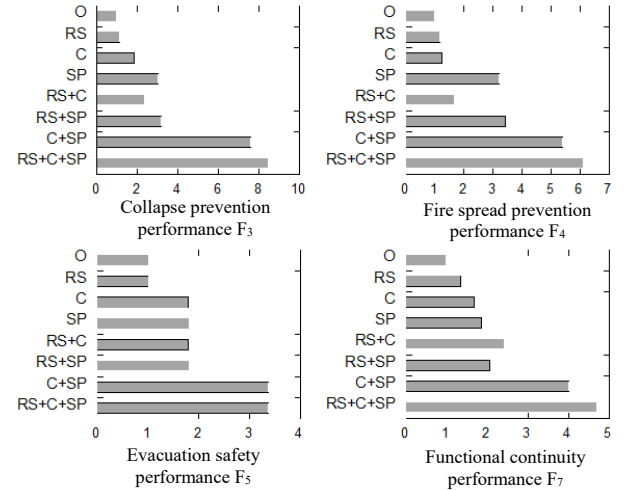 O
RS
C
SP
RS+C
RS+SP
C+SP
RS+C+SP
0 2 4 6 8 10
Collapse prevention
performance F3
O
RS
C
SP
RS+C
RS+SP
C+SP
RS+C+SP
0 1 2 3 4 5 6 7
Fire spread prevention
performance F4
O
RS
C
SP
RS+C
RS+SP
C+SP
RS+C+SP
0 1 2 3 4
Evacuation safety
performance F5
O
RS
C
SP
RS+C
RS+SP
C+SP
RS+C+SP
0 1 2 3 4 5
Functional continuity
performance F7